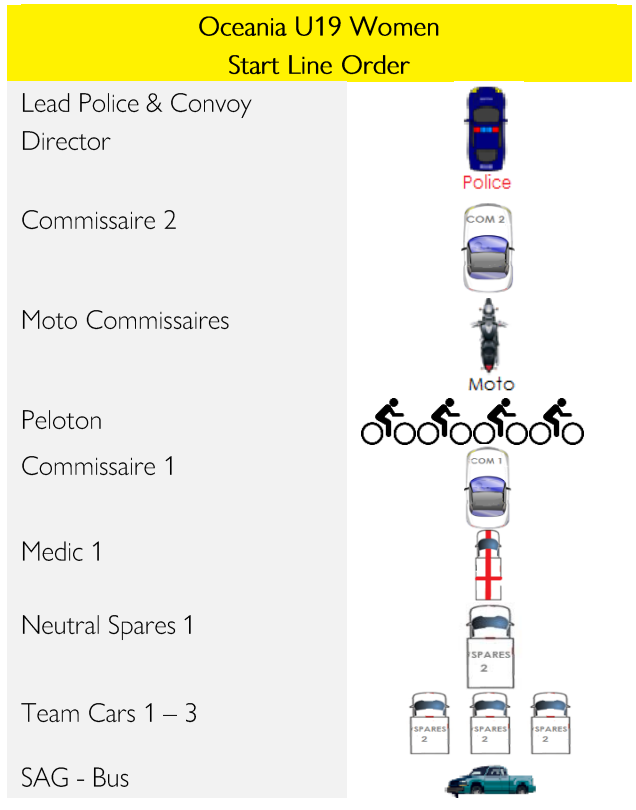 Oceania U19 Women
Start Line Order
Lead Police & Convoy
Director
Police
Commissaire 2
COM 2
Moto Commissaires
Moto
Peloton
Commissaire 1
COM 1
Medic 1
Neutral Spares 1
SPARES
2
Team Cars 1 – 3
SPARES SPARES SPARES
2 2 2
SAG - Bus